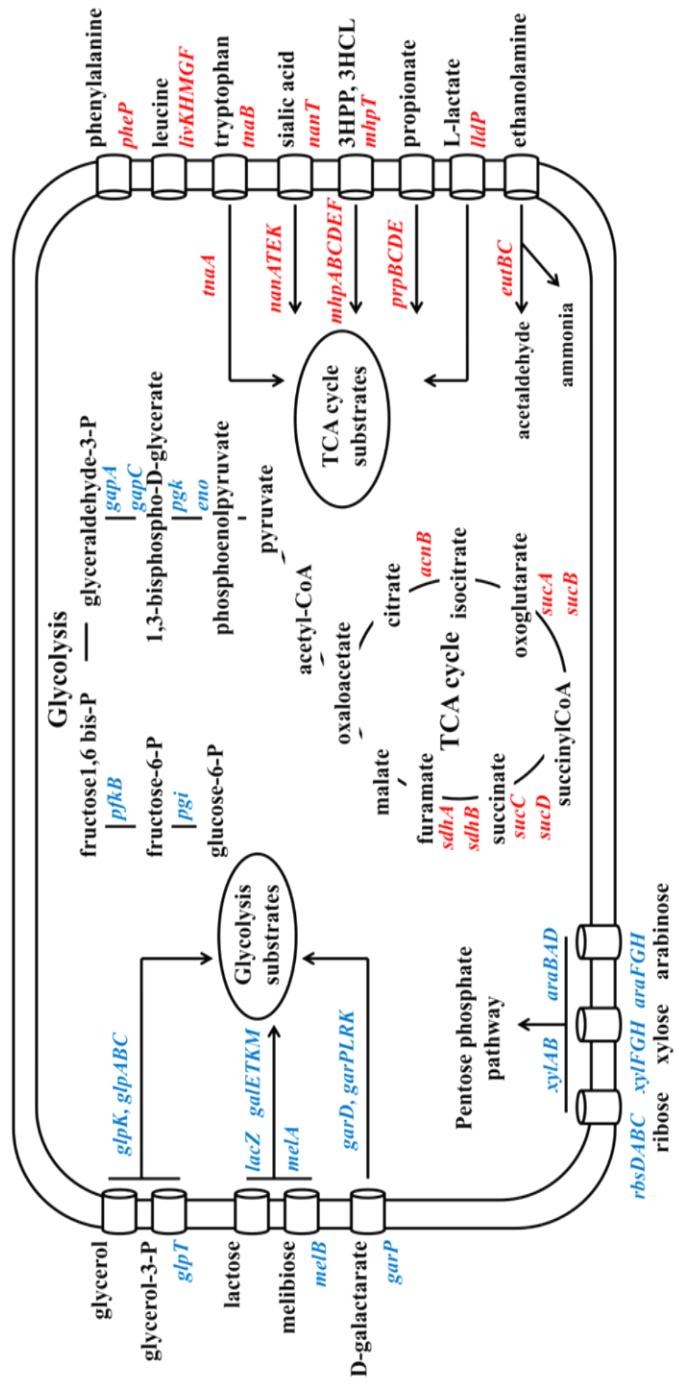 glycerol
glycerol-3-P
glpT
lactose
melibiose
melB
D-galactarate
garP
glpK, glpABC
lacZ galETKM
melA
garD, garPLRK
Glycolysis
substrates
Glycolysis
fructose1,6 bis-P
pfkB
fructose-6-P
pgi
glucose-6-P
glyceraldehyde-3-P
gapA
gapC
1,3-bisphospho-D-glycerate
pgk
eno
phosphoenolpyruvate
pyruvate
acetyl-CoA
oxaloacetate
citrate
acnB
isocitrate
oxoglutarate
sucA
sucB
succinylCoA
sucC
sucD
succinate
sdhA
sdhB
furamate
malate
TCA cycle
TCA cycle
substrates
tnaA
nanATEK
mhpABCDEF
prpBCDE
eutBC
acetaldehyde
ammonia
phenylalanine
pheP
leucine
livKHMGF
tryptophan
tnaB
sialic acid
nanT
3HPP, 3HCL
mhpT
propionate
L-lactate
lldP
ethanolamine
Pentose phosphate
pathway
xylAB araBAD
rbsDABC xylFGH araFGH
ribose xylose arabinose